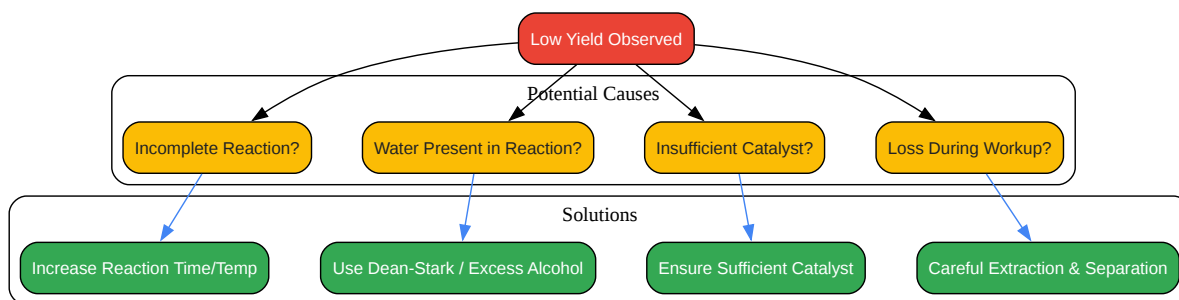 Low Yield Observed
Potential Causes
Incomplete Reaction?
Water Present in Reaction?
Insufficient Catalyst?
Loss During Workup?
Solutions
Increase Reaction Time/Temp
Use Dean-Stark / Excess Alcohol
Ensure Sufficient Catalyst
Careful Extraction & Separation